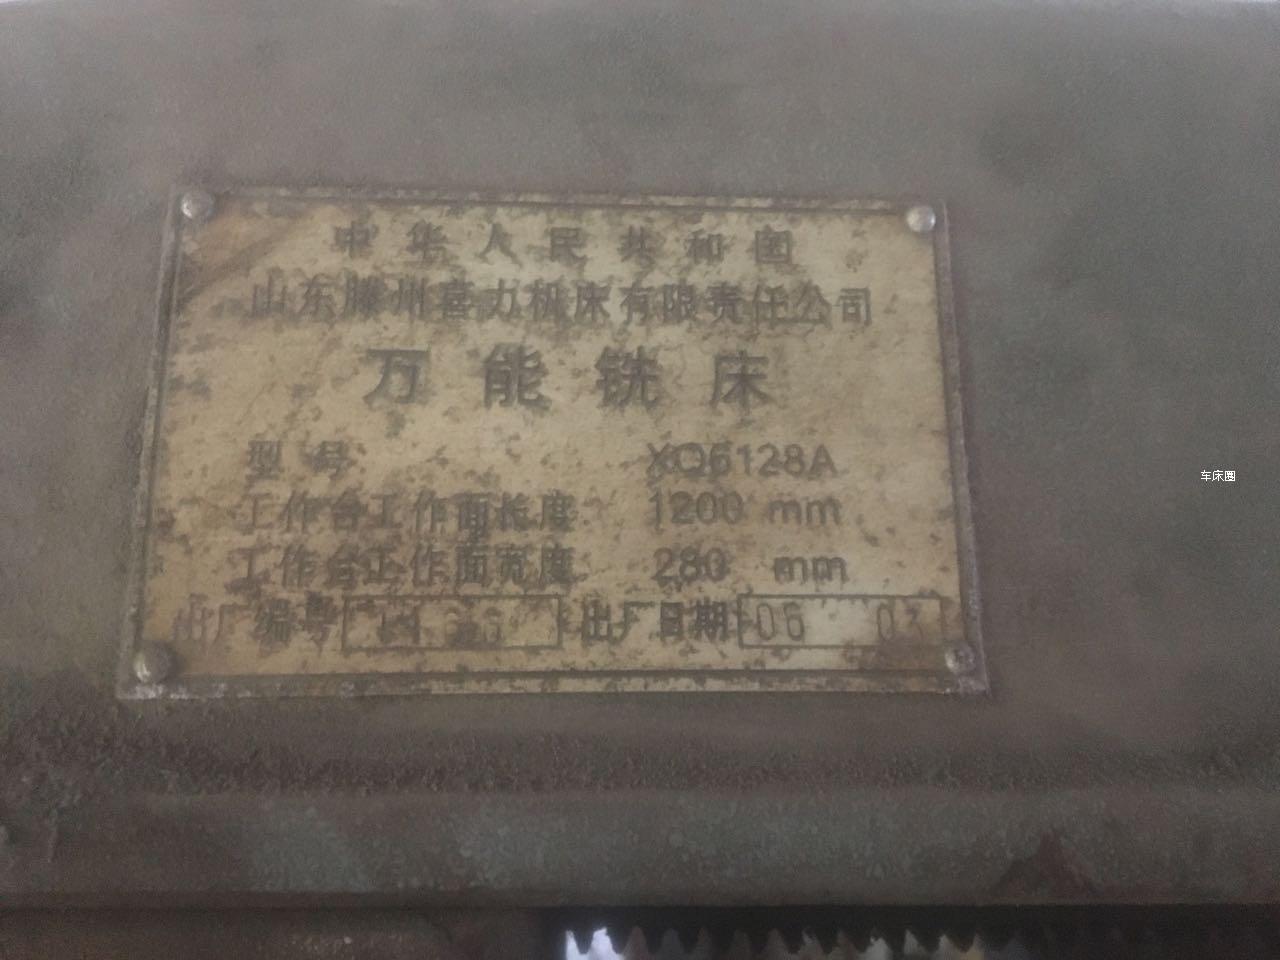 中华人民共和国
山东滕州喜力机床有限责任公司
万能铣床
型号 XQ6128A
工作台工作面长度 1200 mm
工作台工作面宽度 280 mm
出厂编号 出厂日期 06 03
车床圈